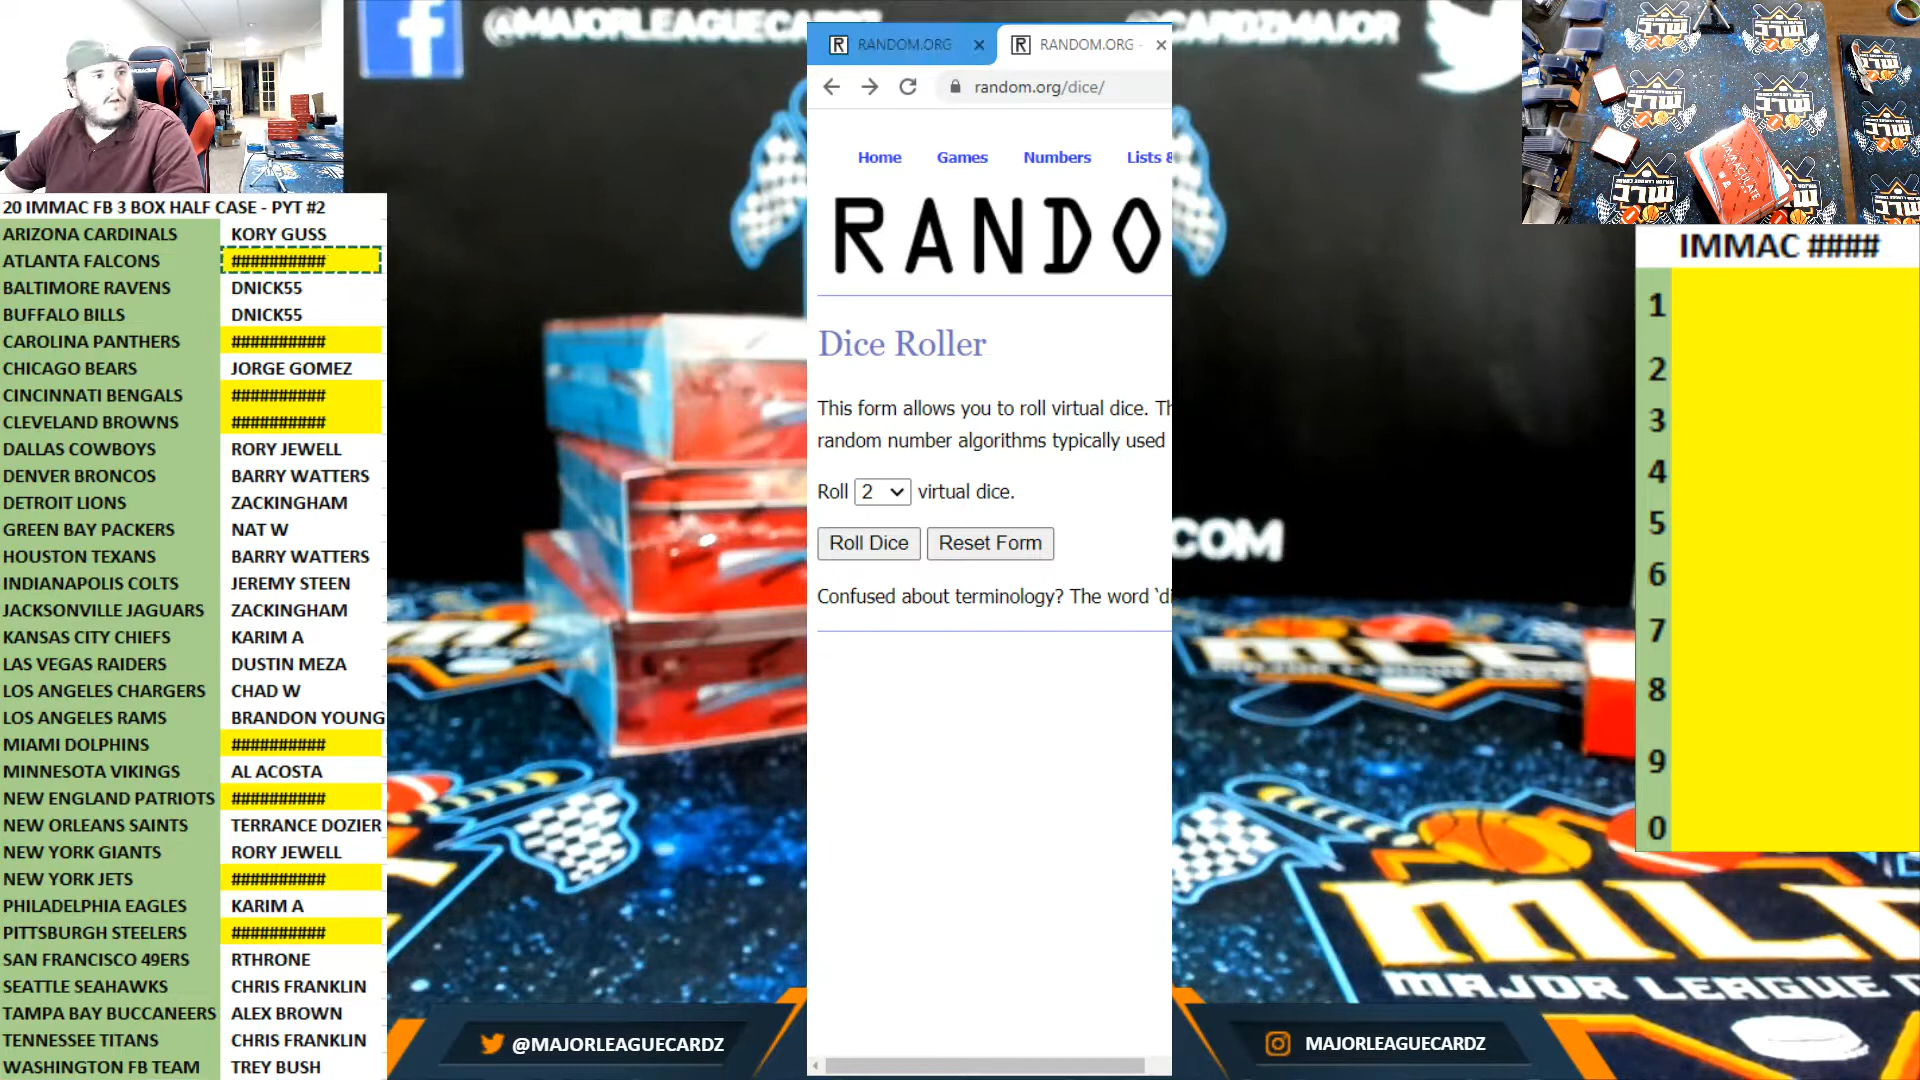 @MAJORLEAGUECARDZ
@CARDZMAJOR
RANDOM.ORG
RANDOM.ORG -
random.org/dice/
Home Games Numbers Lists &
RANDO
Dice Roller
This form allows you to roll virtual dice. Th
random number algorithms typically used
Roll 2 virtual dice.
Roll Dice Reset Form
Confused about terminology? The word 'di
20 IMMAC FB 3 BOX HALF CASE - PYT #2
ARIZONA CARDINALS KORY GUSS
ATLANTA FALCONS ##########
BALTIMORE RAVENS DNICK55
BUFFALO BILLS DNICK55
CAROLINA PANTHERS ##########
CHICAGO BEARS JORGE GOMEZ
CINCINNATI BENGALS ##########
CLEVELAND BROWNS ##########
DALLAS COWBOYS RORY JEWELL
DENVER BRONCOS BARRY WATTERS
DETROIT LIONS ZACKINGHAM
GREEN BAY PACKERS NAT W
HOUSTON TEXANS BARRY WATTERS
INDIANAPOLIS COLTS JEREMY STEEN
JACKSONVILLE JAGUARS ZACKINGHAM
KANSAS CITY CHIEFS KARIM A
LAS VEGAS RAIDERS DUSTIN MEZA
LOS ANGELES CHARGERS CHAD W
LOS ANGELES RAMS BRANDON YOUNG
MIAMI DOLPHINS ##########
MINNESOTA VIKINGS AL ACOSTA
NEW ENGLAND PATRIOTS ##########
NEW ORLEANS SAINTS TERRANCE DOZIER
NEW YORK GIANTS RORY JEWELL
NEW YORK JETS ##########
PHILADELPHIA EAGLES KARIM A
PITTSBURGH STEELERS ##########
SAN FRANCISCO 49ERS RTHRONE
SEATTLE SEAHAWKS CHRIS FRANKLIN
TAMPA BAY BUCCANEERS ALEX BROWN
TENNESSEE TITANS CHRIS FRANKLIN
WASHINGTON FB TEAM TREY BUSH
IMMACULATE
IMMAC ####
1
2
3
4
5
6
7
8
9
0
COM
MLC
MAJOR LEAGUE C
@MAJORLEAGUECARDZ
MAJORLEAGUECARDZ